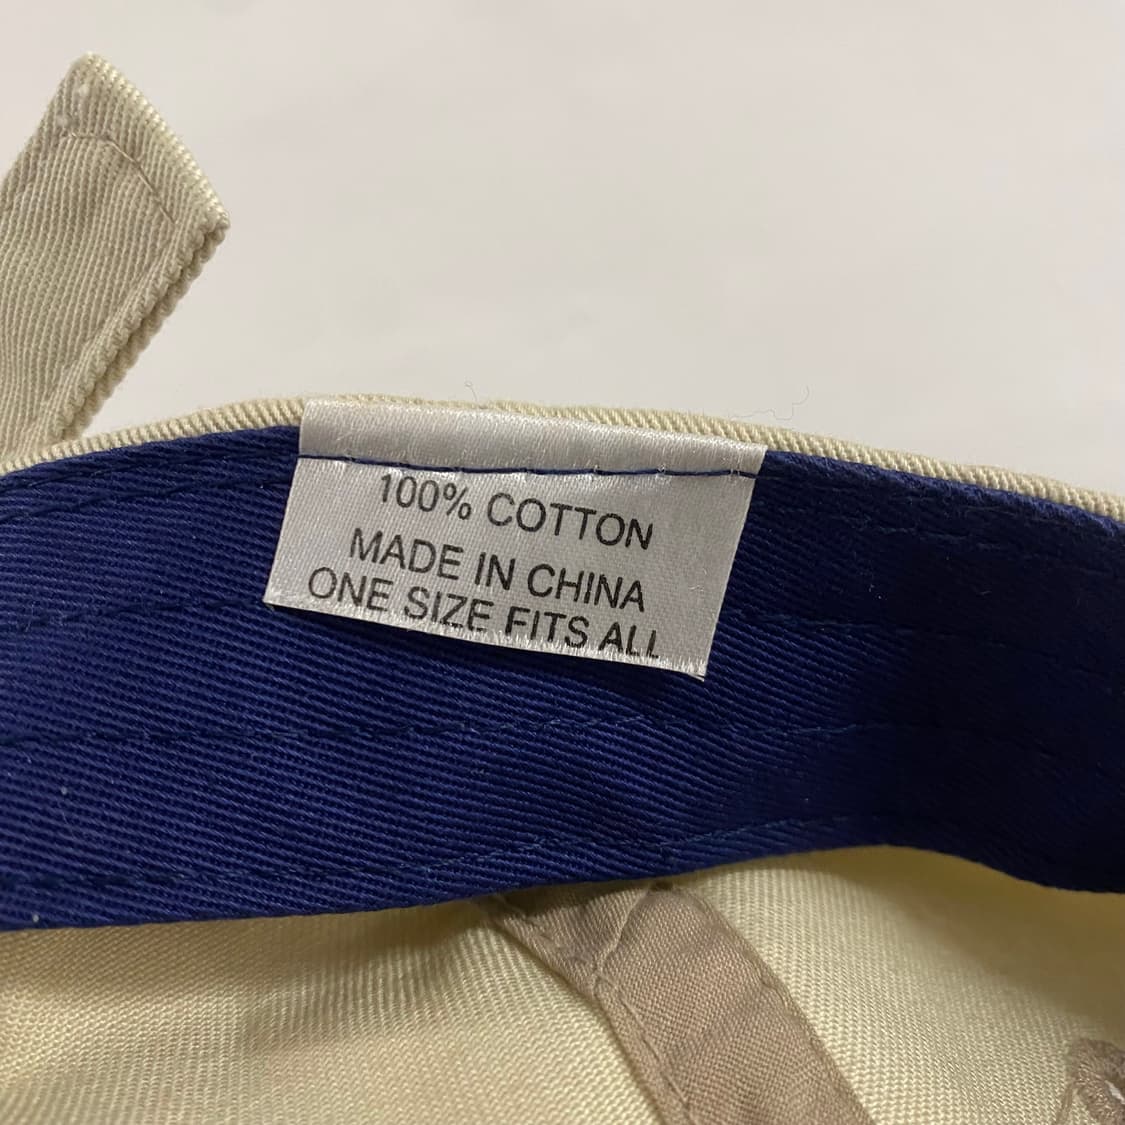 100% COTTON
MADE IN CHINA
ONE SIZE FITS ALL